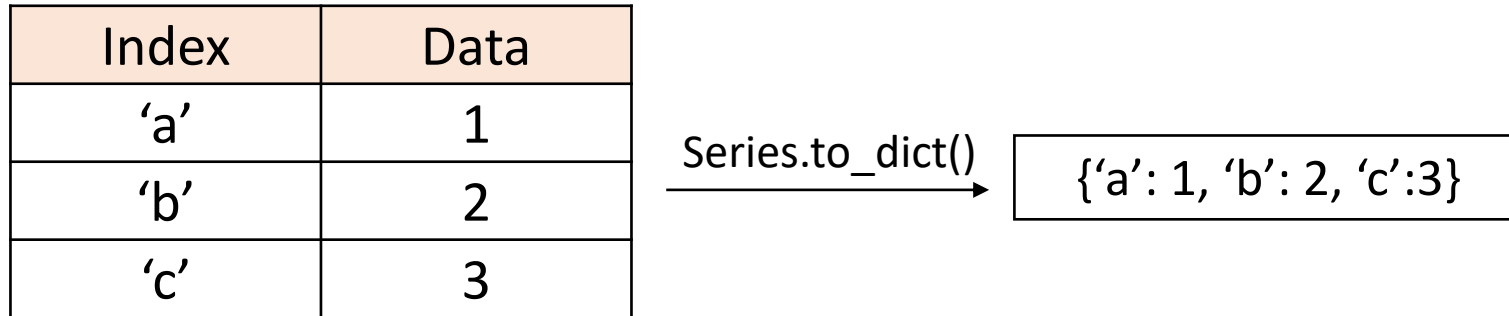 Index Data
‘a’ 1
‘b’ 2
‘c’ 3
Series.to_dict()
{‘a’: 1, ‘b’: 2, ‘c’:3}